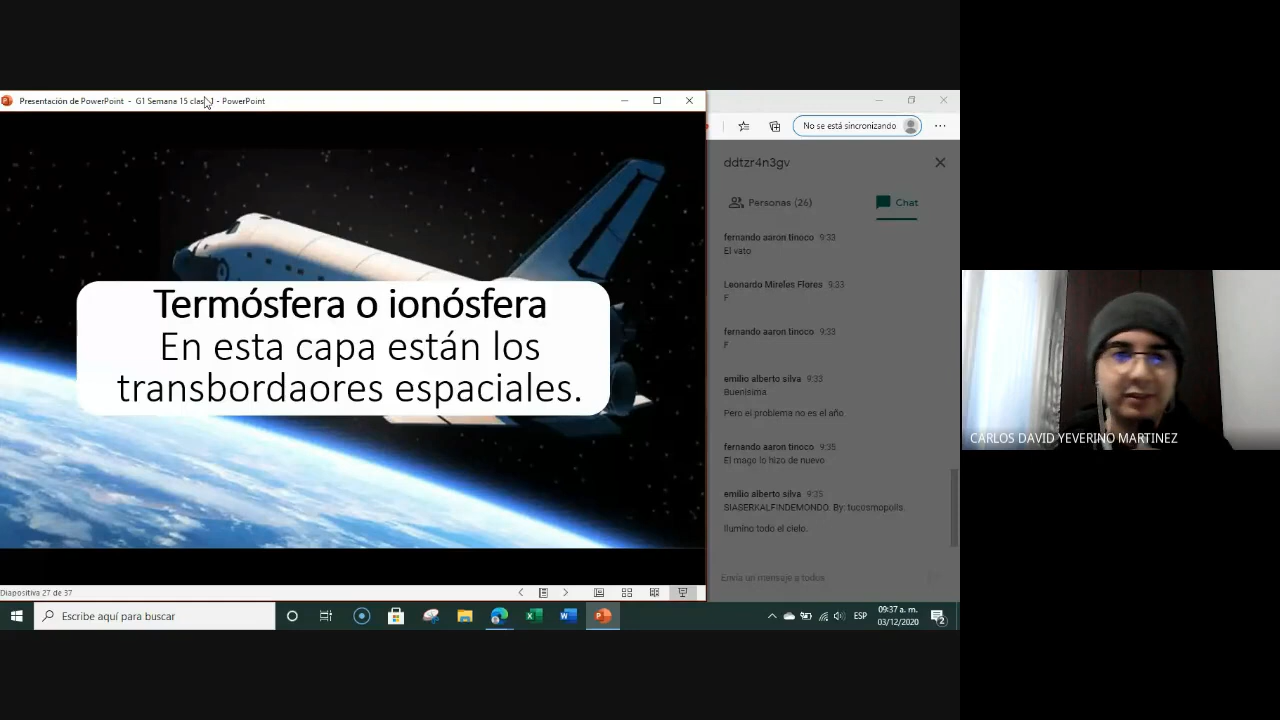 Presentación de PowerPoint - G1 Semana 15 clase 1 - PowerPoint
Termósfera o ionósfera
En esta capa están los
transbordaores espaciales.
Diapositiva 27 de 37
No se está sincronizando
ddtzr4n3gv
Personas (26)
Chat
fernando aaron tinoco 9:33
El vato
Leonardo Mireles Flores 9:33
F
fernando aaron tinoco 9:33
F
emilio alberto silva 9:33
Buenisima
Pero el problema no es el año
fernando aaron tinoco 9:35
El mago lo hizo de nuevo
emilio alberto silva 9:35
SIASERKALFINDEMONDO. By: tucosmopolis.
Ilumino todo el cielo.
Envía un mensaje a todos
CARLOS DAVID YEVERINO MARTINEZ
Escribe aquí para buscar
ESP
09:37 a. m.
03/12/2020
2